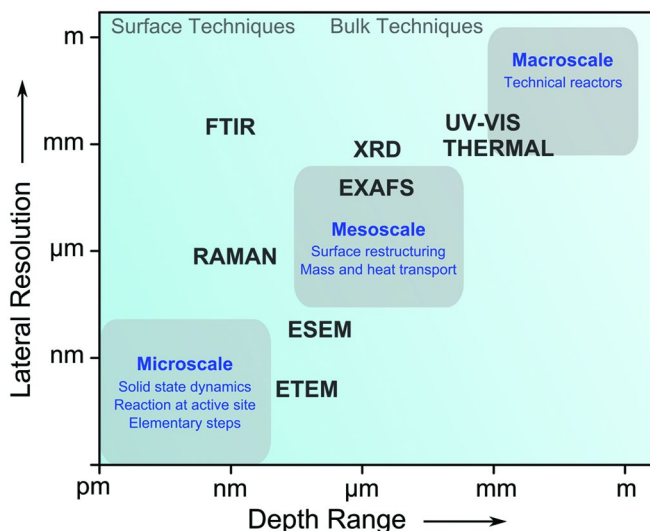 Surface Techniques
Bulk Techniques
m
Macroscale
Technical reactors
FTIR
UV-VIS
mm
XRD
THERMAL
EXAFS
Mesoscale
Surface restructuring
Mass and heat transport
µm
RAMAN
ESEM
nm
Microscale
Solid state dynamics
Reaction at active site
Elementary steps
ETEM
Lateral Resolution
pm
nm
µm
mm
m
Depth Range